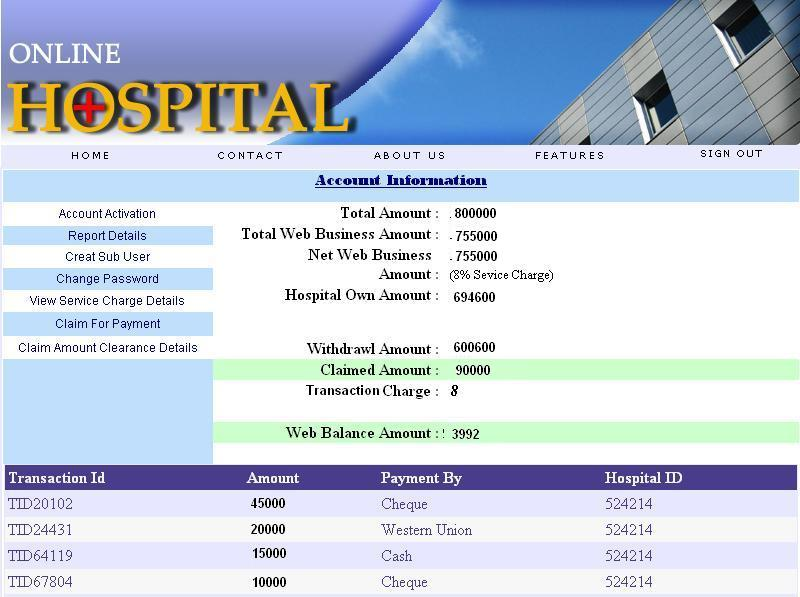 ONLINE
HOSPITAL
HOME CONTACT ABOUT US FEATURES SIGN OUT
Account Information
Account Activation
Report Details
Creat Sub User
Change Password
View Service Charge Details
Claim For Payment
Claim Amount Clearance Details
Total Amount : . 800000
Total Web Business Amount : . 755000
Net Web Business . 755000
Amount : (8% Sevice Charge)
Hospital Own Amount : 694600
Withdrawl Amount : 600600
Claimed Amount : 90000
Transaction Charge : 8
Web Balance Amount : ! 3992
Transaction Id Amount Payment By Hospital ID
TID20102 45000 Cheque 524214
TID24431 20000 Western Union 524214
TID64119 15000 Cash 524214
TID67804 10000 Cheque 524214